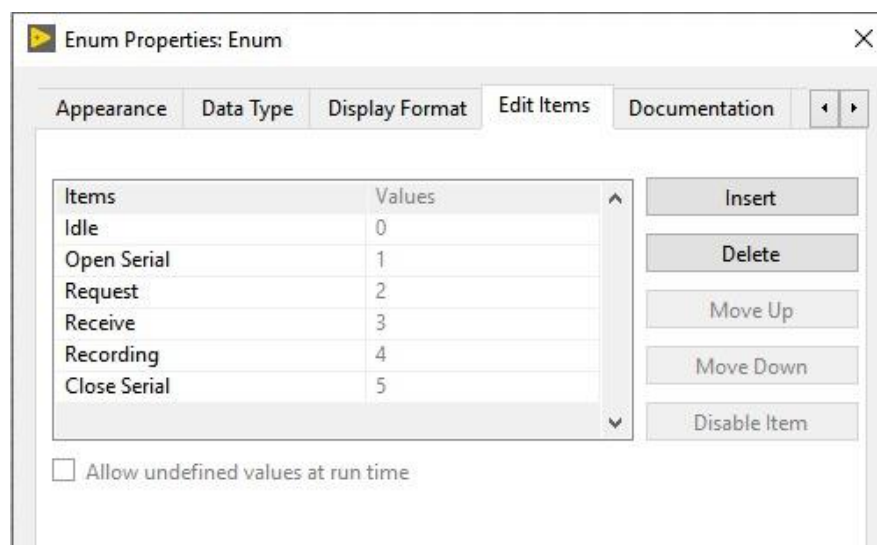 Enum Properties: Enum
Appearance Data Type Display Format Edit Items Documentation
Items Values
Idle 0
Open Serial 1
Request 2
Receive 3
Recording 4
Close Serial 5
Insert
Delete
Move Up
Move Down
Disable Item
Allow undefined values at run time